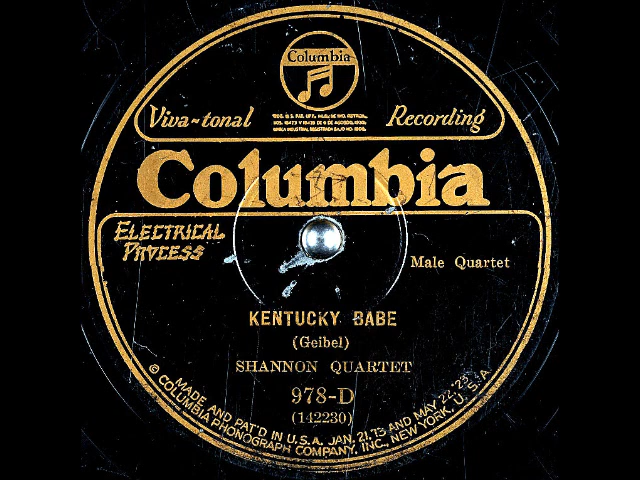 Columbia
Viva-tonal Recording
Columbia
ELECTRICAL
PROCESS
Male Quartet
KENTUCKY BABE
(Geibel)
SHANNON QUARTET
978-D
(142230)
MADE AND PAT'D IN U.S.A. JAN. 21, '13 AND MAY 22, '23
© COLUMBIA PHONOGRAPH COMPANY, INC., NEW YORK, U.S.A